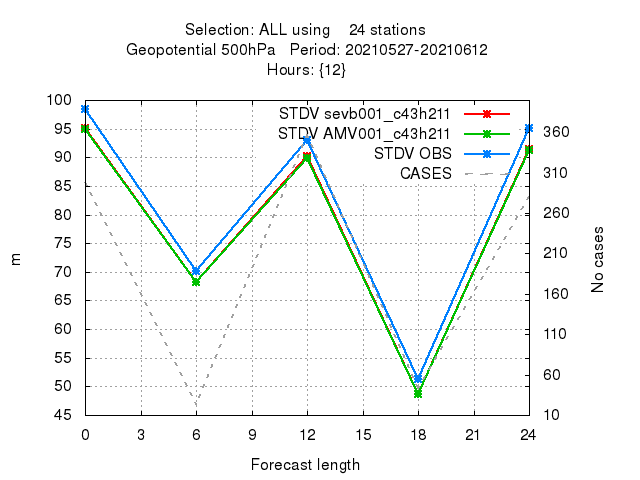 Selection: ALL using    24 stations
Geopotential 500hPa   Period: 20210527-20210612
Hours: {12}
STDV sevb001_c43h211
STDV AMV001_c43h211
STDV OBS
CASES
100
95
90
85
80
75
70
65
60
55
50
45
m
360
310
260
210
160
110
60
10
No cases
0 3 6 9 12 15 18 21 24
Forecast length